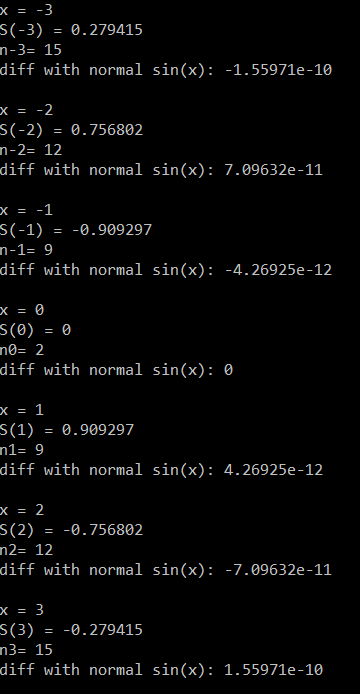 x = -3
S(-3) = 0.279415
n-3= 15
diff with normal sin(x): -1.55971e-10
x = -2
S(-2) = 0.756802
n-2= 12
diff with normal sin(x): 7.09632e-11
x = -1
S(-1) = -0.909297
n-1= 9
diff with normal sin(x): -4.26925e-12
x = 0
S(0) = 0
n0= 2
diff with normal sin(x): 0
x = 1
S(1) = 0.909297
n1= 9
diff with normal sin(x): 4.26925e-12
x = 2
S(2) = -0.756802
n2= 12
diff with normal sin(x): -7.09632e-11
x = 3
S(3) = -0.279415
n3= 15
diff with normal sin(x): 1.55971e-10